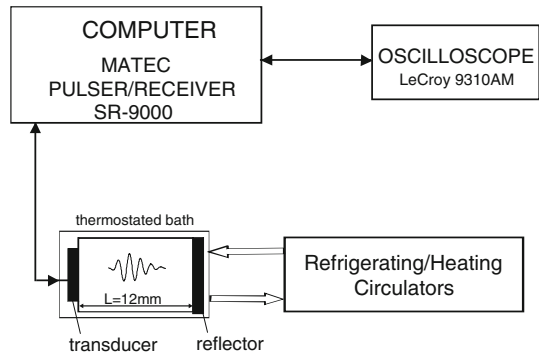 COMPUTER
MATEC
PULSER/RECEIVER
SR-9000
OSCILLOSCOPE
LeCroy 9310AM
thermostated bath
L=12mm
Refrigerating/Heating
Circulators
transducer
reflector